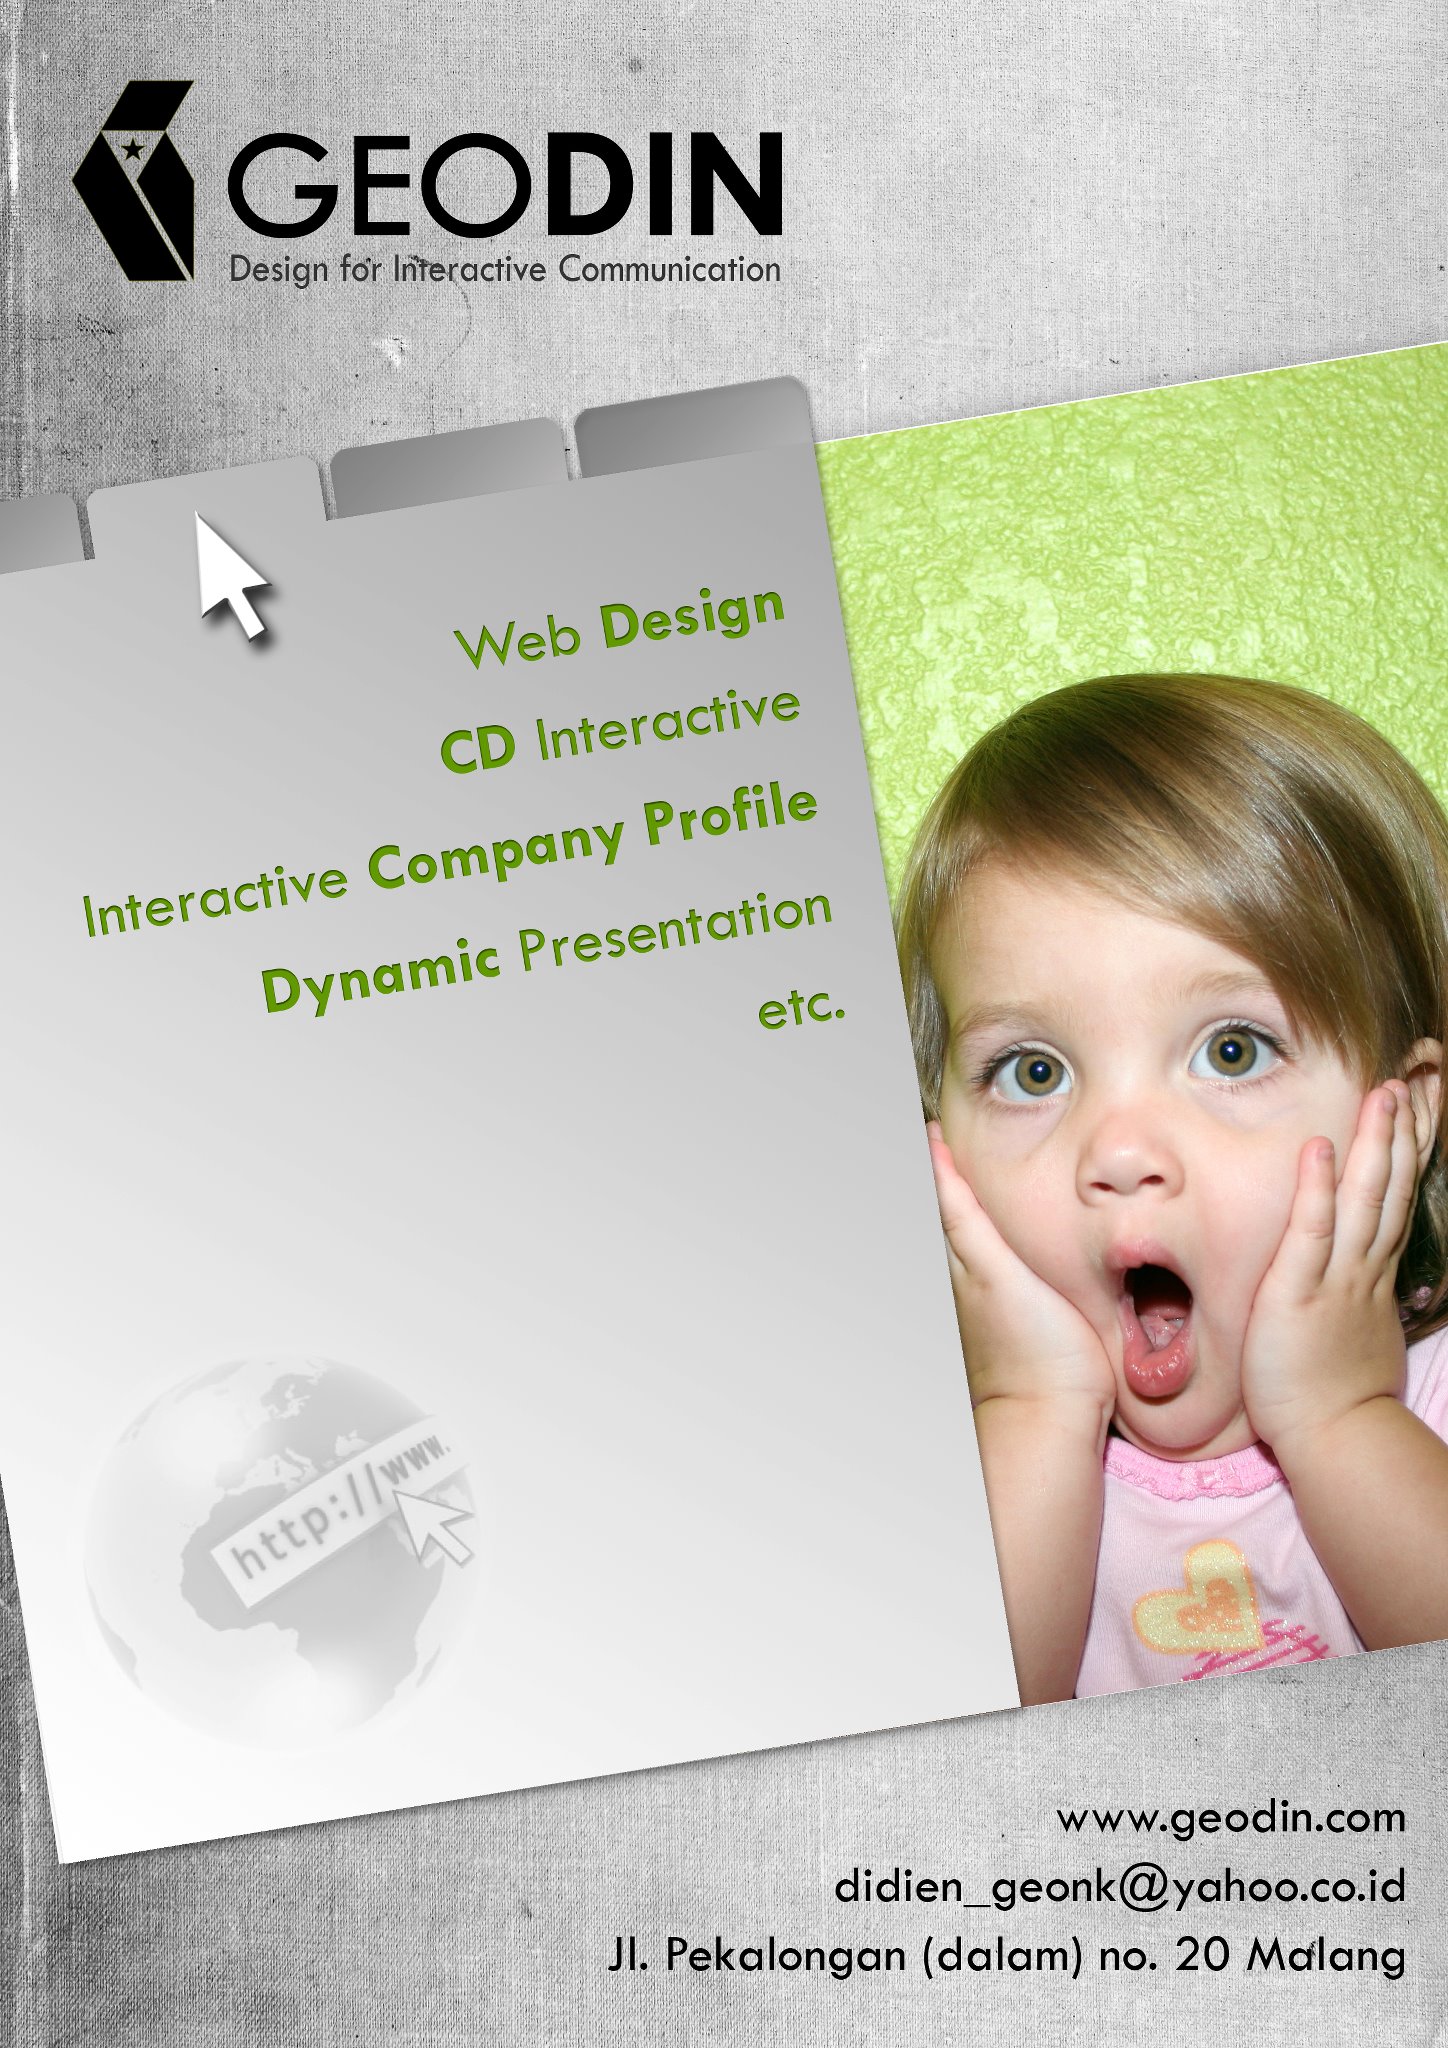 GEODIN
Design for Interactive Communication
Web Design
CD Interactive
Interactive Company Profile
Dynamic Presentation
etc.
http://www.
www.geodin.com
didien_geonk@yahoo.co.id
Jl. Pekalongan (dalam) no. 20 Malang